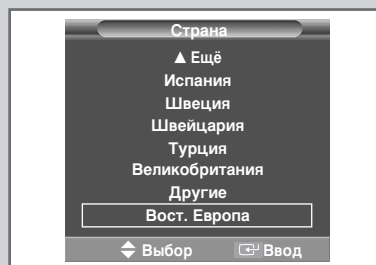 Страна
▲ Ещё
Испания
Швеция
Швейцария
Турция
Великобритания
Другие
Вост. Европа
Выбор Ввод